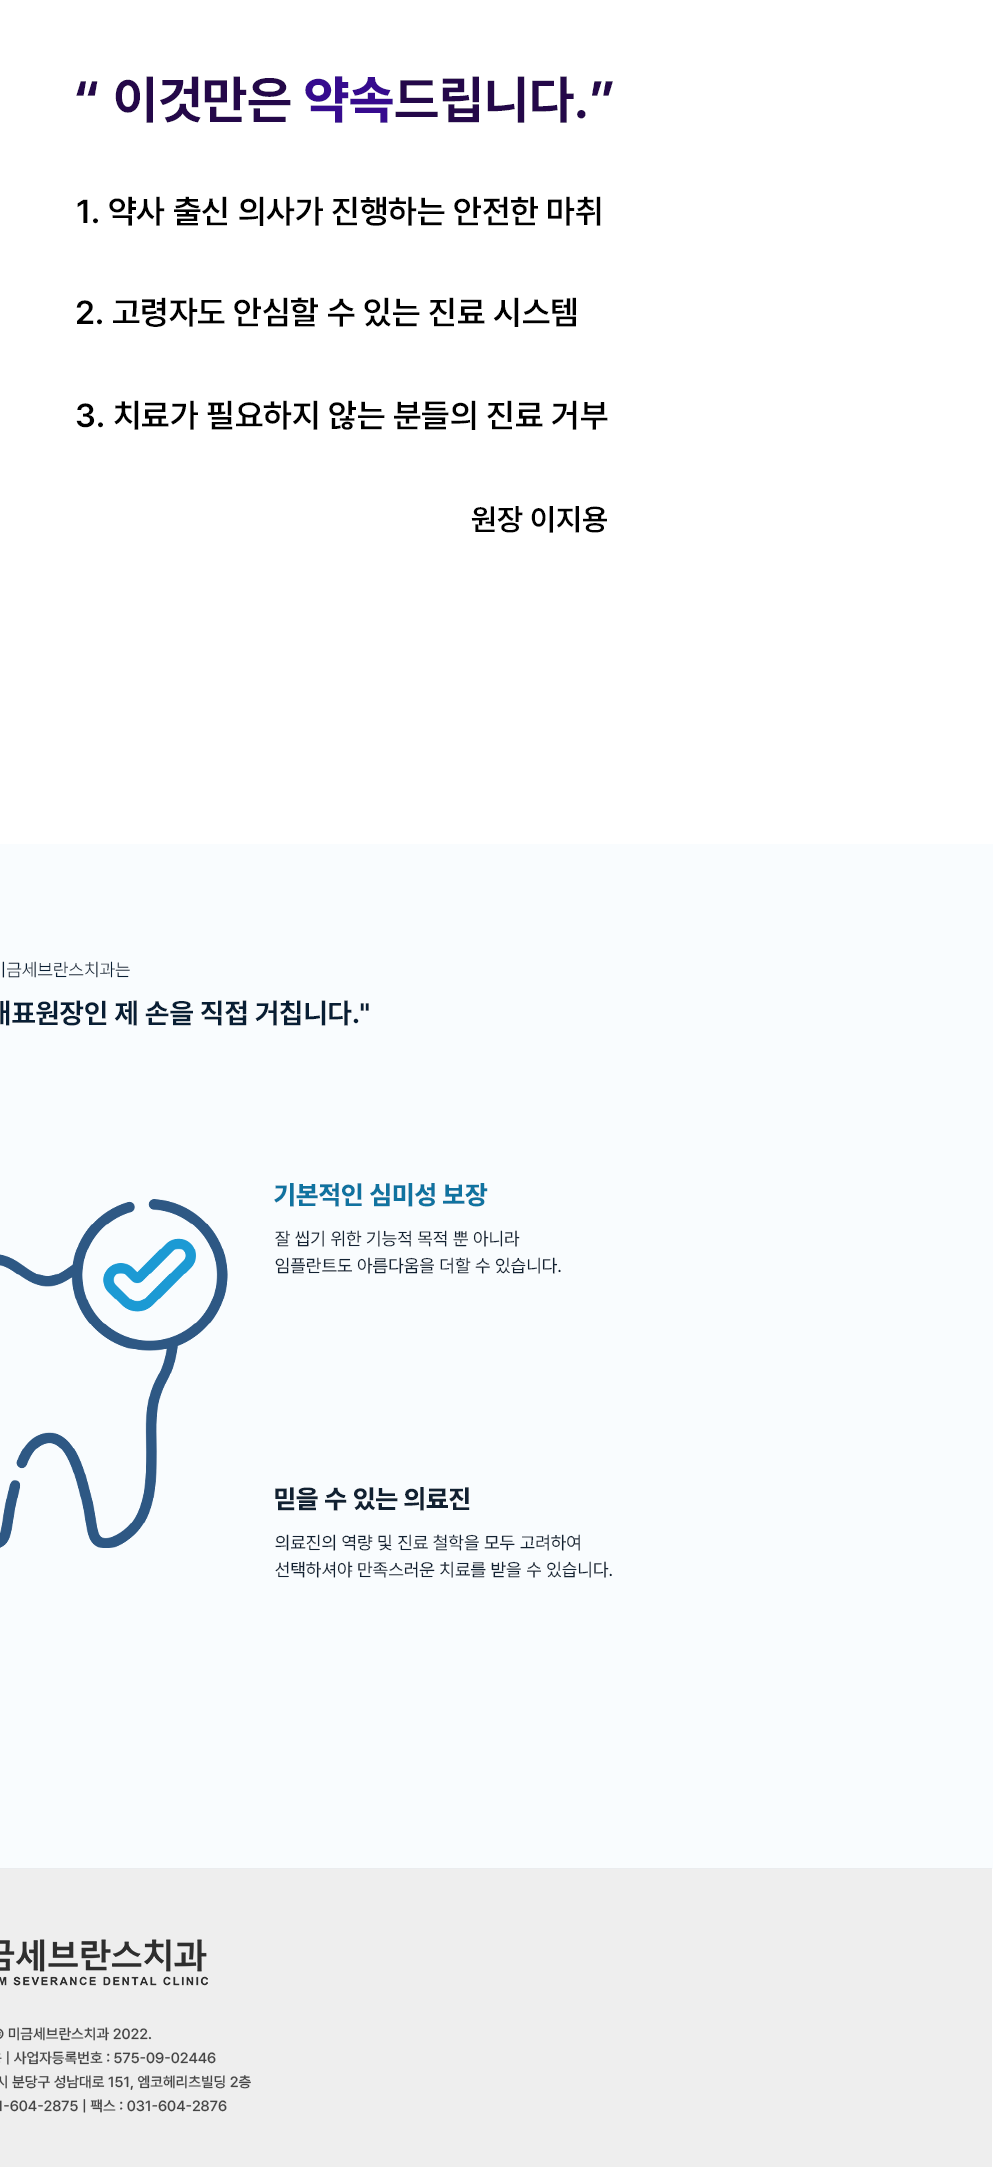 “ 이것만은 약속드립니다.”
1. 약사 출신 의사가 진행하는 안전한 마취
2. 고령자도 안심할 수 있는 진료 시스템
3. 치료가 필요하지 않는 분들의 진료 거부
원장 이지용
미금세브란스치과는
대표원장인 제 손을 직접 거칩니다."
기본적인 심미성 보장
잘 씹기 위한 기능적 목적 뿐 아니라
임플란트도 아름다움을 더할 수 있습니다.
믿을 수 있는 의료진
의료진의 역량 및 진료 철학을 모두 고려하여
선택하셔야 만족스러운 치료를 받을 수 있습니다.
금세브란스치과
M SEVERANCE DENTAL CLINIC
© 미금세브란스치과 2022.
| 사업자등록번호 : 575-09-02446
시 분당구 성남대로 151, 엠코헤리츠빌딩 2층
1-604-2875 | 팩스 : 031-604-2876